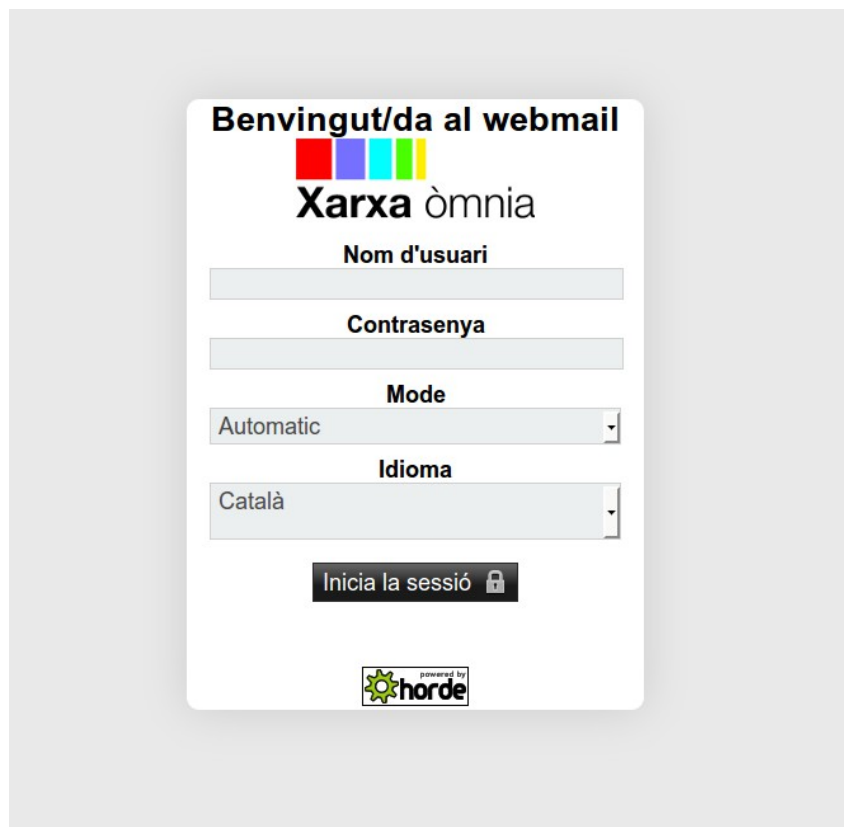 Benvingut/da al webmail
Xarxa òmnia
Nom d'usuari
Contrasenya
Mode
Automatic
Idioma
Català
Inicia la sessió
powered by
horde